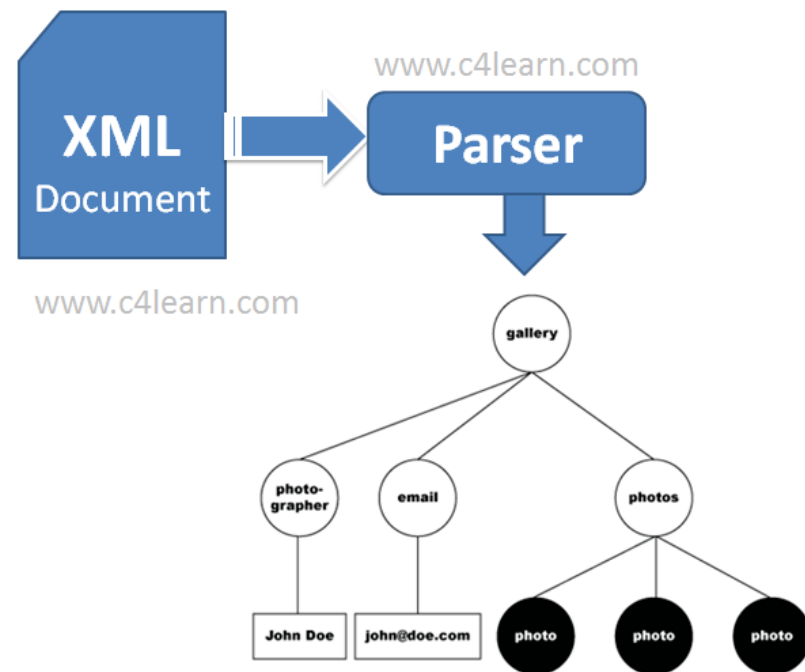 www.c4learn.com
XML
Document
Parser
www.c4learn.com
gallery
photo-
grapher
email
photos
John Doe
john@doe.com
photo
photo
photo